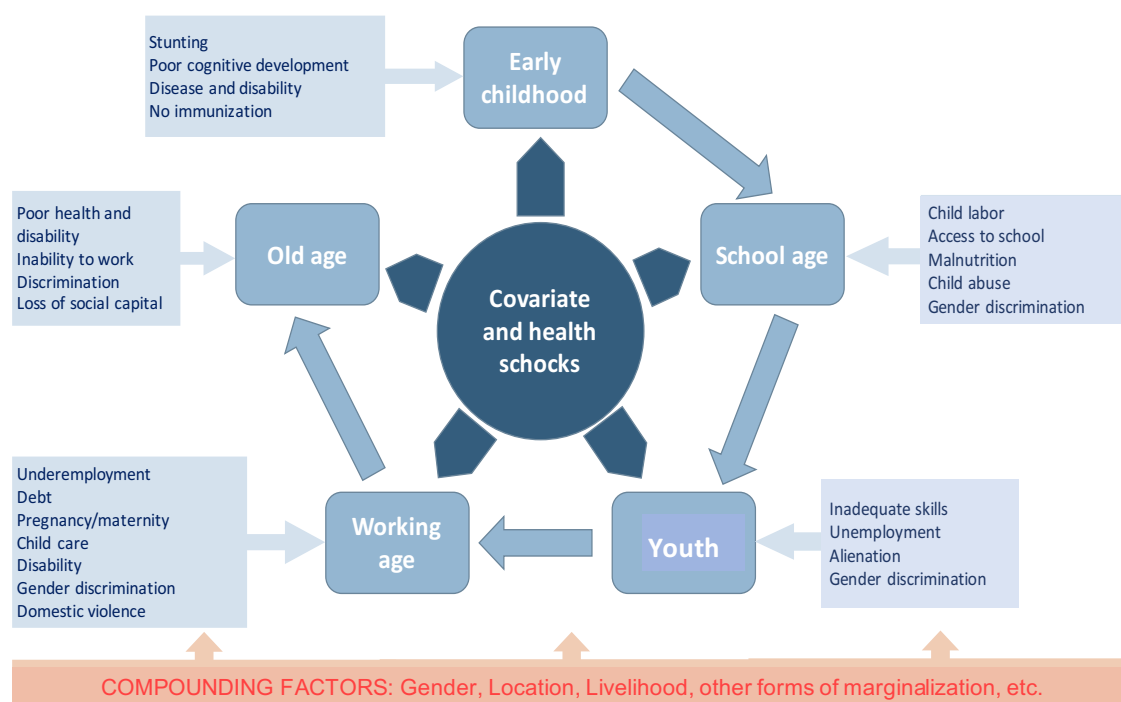 Stunting
Poor cognitive development
Disease and disability
No immunization
Early
childhood
Poor health and
disability
Inability to work
Discrimination
Loss of social capital
Old age
School age
Child labor
Access to school
Malnutrition
Child abuse
Gender discrimination
Covariate
and health
schocks
Underemployment
Debt
Pregnancy/maternity
Child care
Disability
Gender discrimination
Domestic violence
Working
age
Youth
Inadequate skills
Unemployment
Alienation
Gender discrimination
COMPOUNDING FACTORS: Gender, Location, Livelihood, other forms of marginalization, etc.